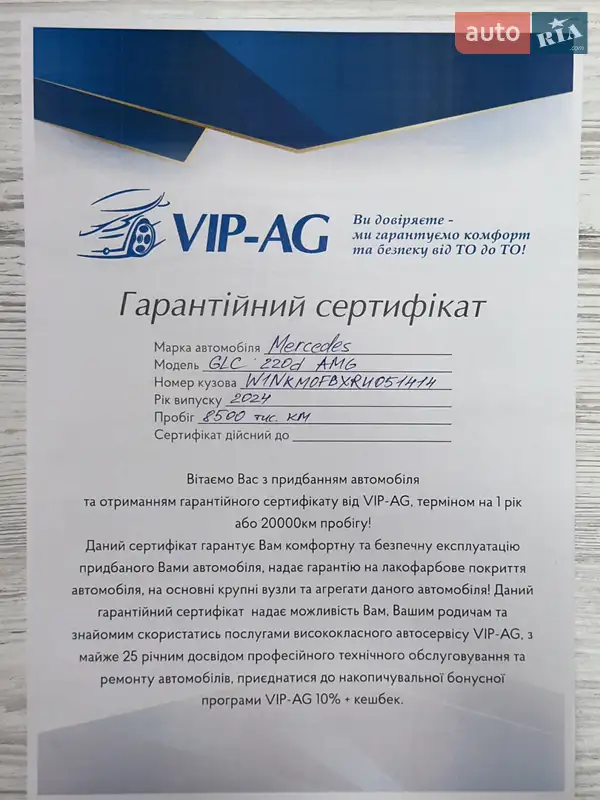 auto RIA .com
VIP-AG
Ви довіряєте -
ми гарантуємо комфорт
та безпеку від ТО до ТО!
Гарантійний сертифікат
Марка автомобіля Mercedes
Модель GLC 220d AMG
Номер кузова W1NKM0FBXRU051414
Рік випуску 2024
Пробіг 8500 тис. км
Сертифікат дійсний до
Вітаємо Вас з придбанням автомобіля
та отриманням гарантійного сертифікату від VIP-AG, терміном на 1 рік
або 20000км пробігу!
Даний сертифікат гарантує Вам комфортну та безпечну експлуатацію
придбаного Вами автомобіля, надає гарантію на лакофарбове покриття
автомобіля, на основні крупні вузли та агрегати даного автомобіля! Даний
гарантійний сертифікат надає можливість Вам, Вашим родичам та
знайомим скористатись послугами висококласного автосервісу VIP-AG, з
майже 25 річним досвідом професійного технічного обслуговування та
ремонту автомобілів, приєднатися до накопичувальної бонусної
програми VIP-AG 10% + кешбек.